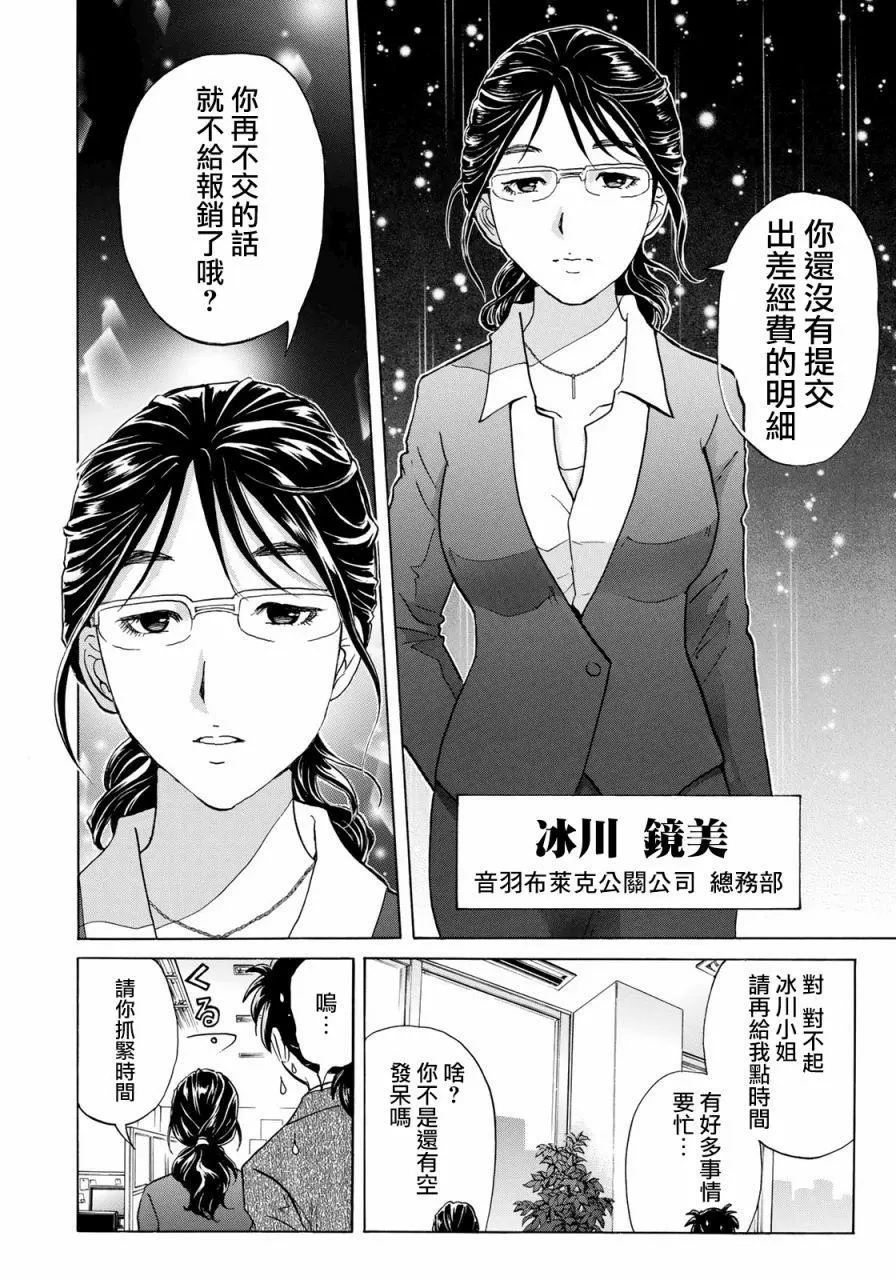 你還沒有提交
出差經費的明細
你再不交的話
就不給報銷了哦?
冰川 鏡美
音羽布萊克公關公司 總務部
對 對不起
冰川小姐
請再給我點時間
有好多事情
要忙…
啥?
你不是還有空
發呆嗎
嗚…
くる。
請你抓緊時間